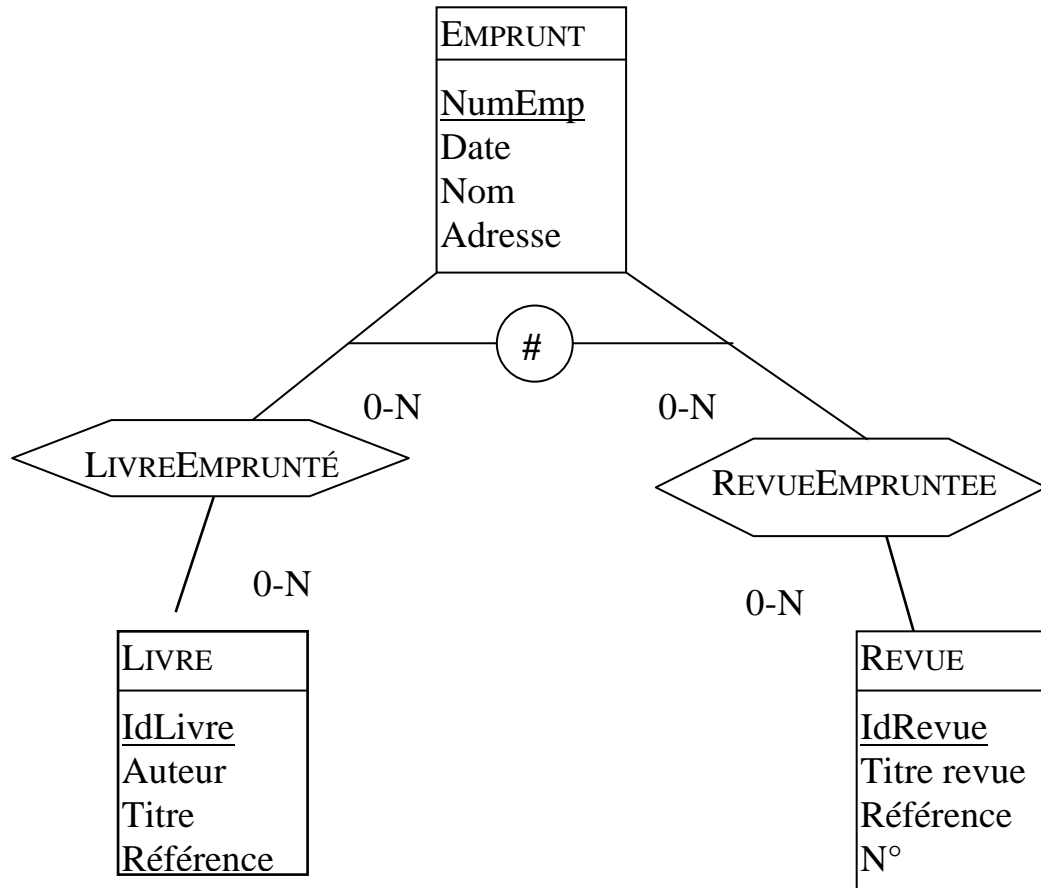 EMPRUNT
NumEmp
Date
Nom
Adresse
#
0-N
0-N
LIVREEMPRUNTÉ
REVUEEMPRUNTEE
0-N
0-N
LIVRE
IdLivre
Auteur
Titre
Référence
REVUE
IdRevue
Titre revue
Référence
N°